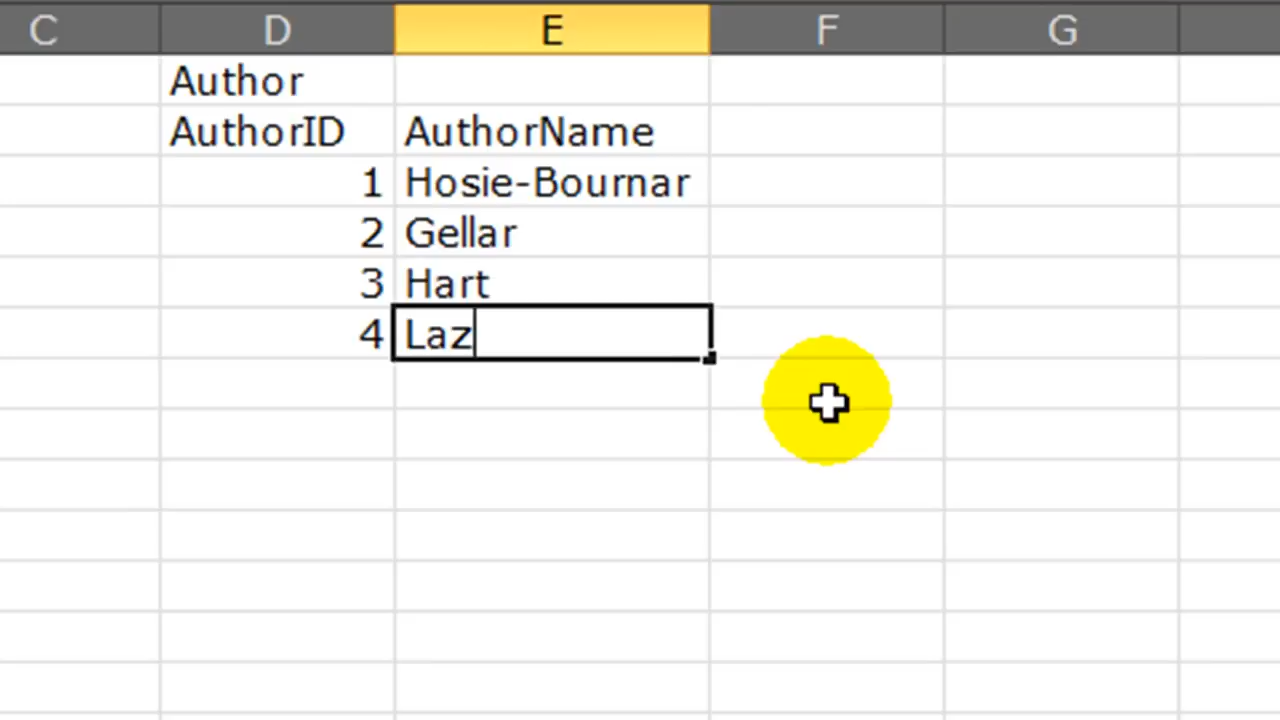 C D E F G
Author
AuthorID AuthorName
1 Hosie-Bournar
2 Gellar
3 Hart
4 Laz